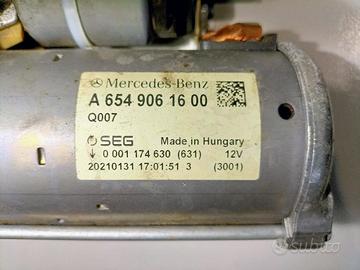 Mercedes-Benz
A 654 906 16 00
Q007
SEG Made in Hungary
0 001 174 630 (631) 12V
20210131 17:01:51 3 (3001)
subito